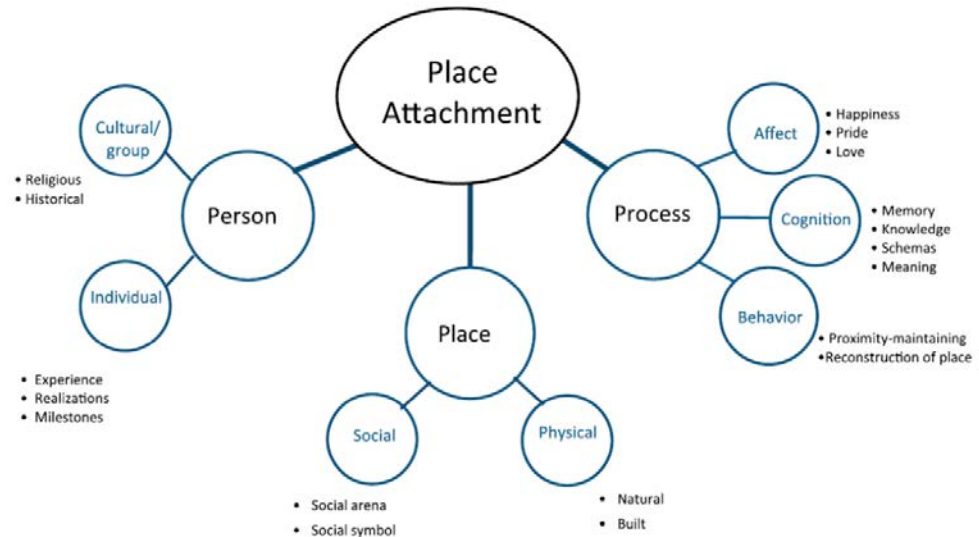 Place
Attachment
Cultural/
group
• Religious
• Historical
Person
Individual
• Experience
• Realizations
• Milestones
Place
Social
• Social arena
• Social symbol
Physical
• Natural
• Built
Process
Affect
• Happiness
• Pride
• Love
Cognition
• Memory
• Knowledge
• Schemas
• Meaning
Behavior
• Proximity-maintaining
•Reconstruction of place